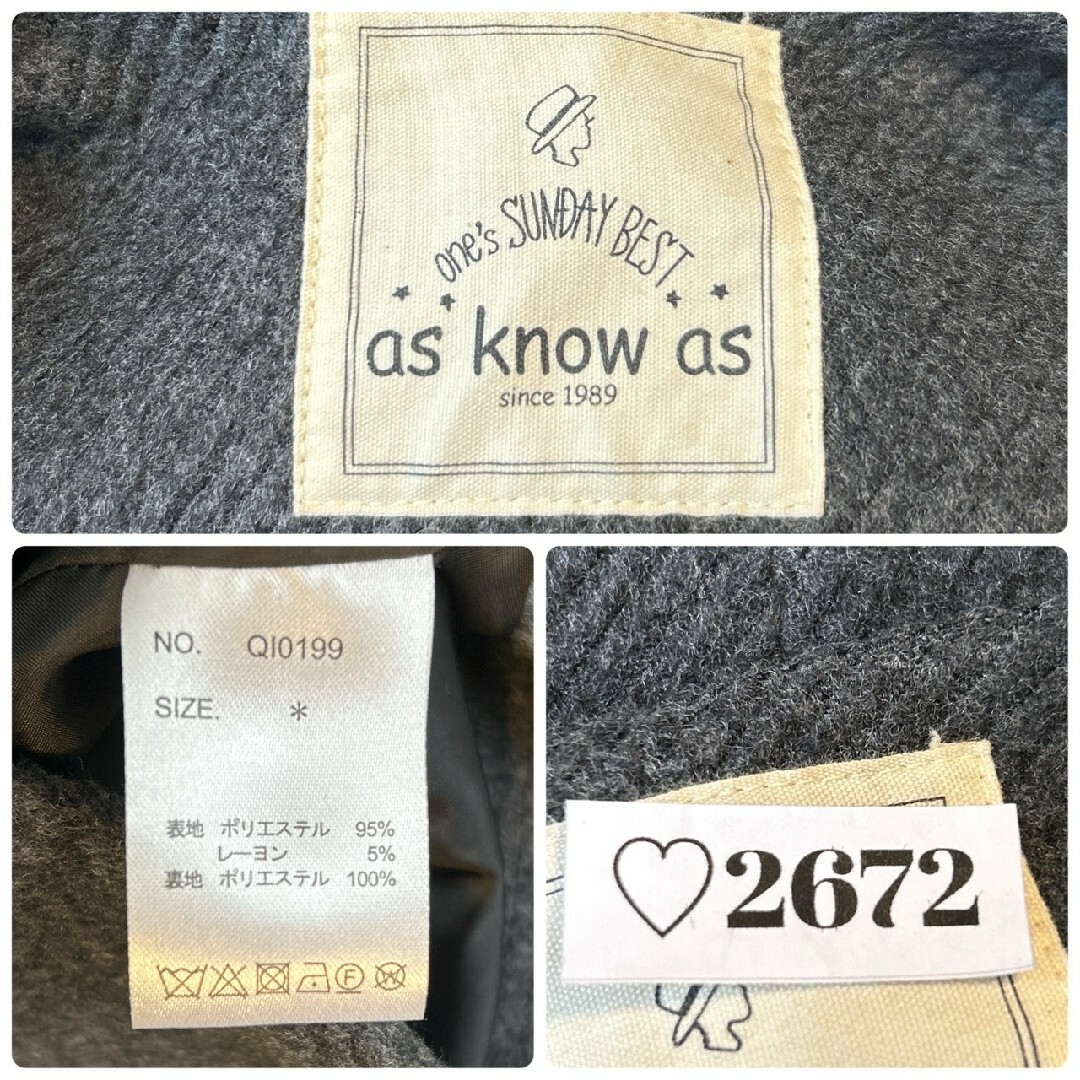 one's SUNDAY BEST
as know as
since 1989
NO. QI0199
SIZE. *
表地 ポリエステル 95%
レーヨン 5%
裏地 ポリエステル 100%
F
♡2672